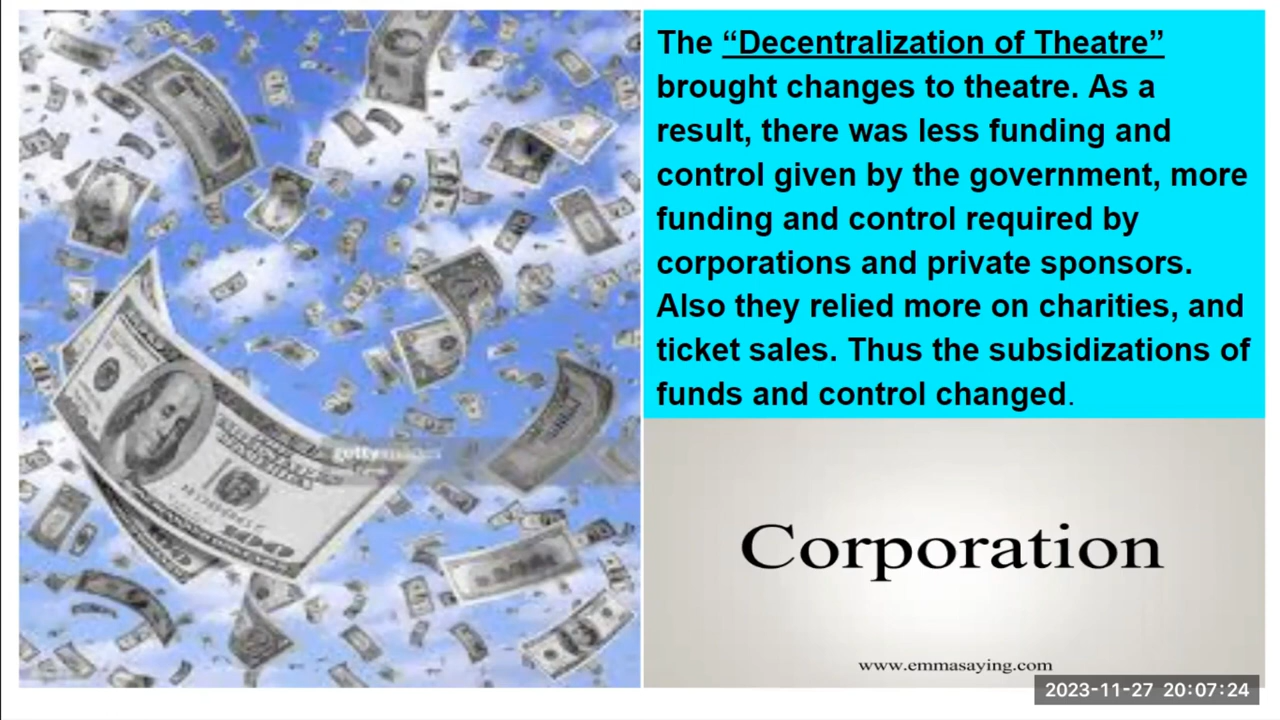 The “Decentralization of Theatre”
brought changes to theatre. As a
result, there was less funding and
control given by the government, more
funding and control required by
corporations and private sponsors.
Also they relied more on charities, and
ticket sales. Thus the subsidizations of
funds and control changed.
Corporation
www.emmasaying.com
2023-11-27 20:07:24